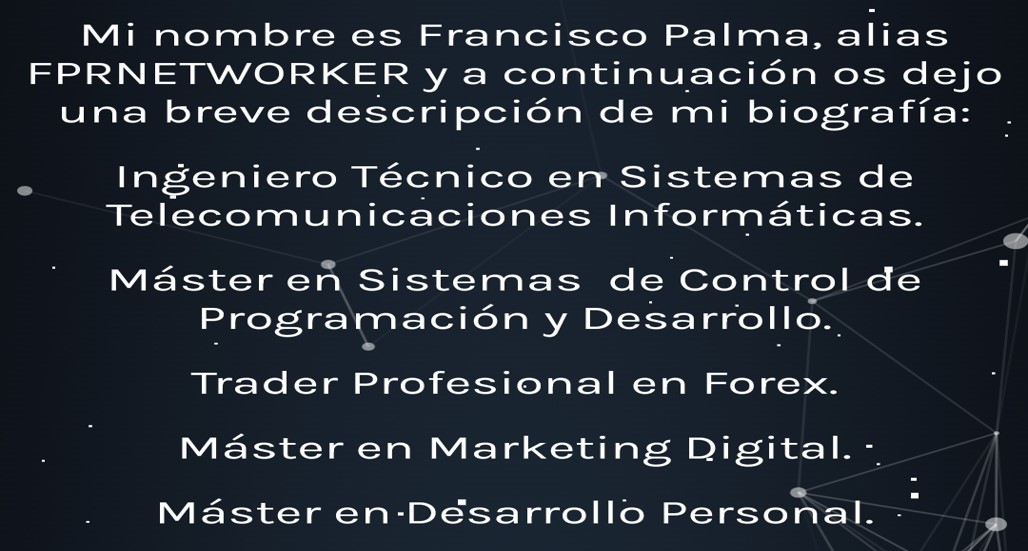 Mi nombre es Francisco Palma, alias
FPRNETWORKER y a continuación os dejo
una breve descripción de mi biografía:
Ingeniero Técnico en Sistemas de
Telecomunicaciones Informáticas.
Máster en Sistemas de Control de
Programación y Desarrollo.
Trader Profesional en Forex.
Máster en Marketing Digital.
Máster en Desarrollo Personal.